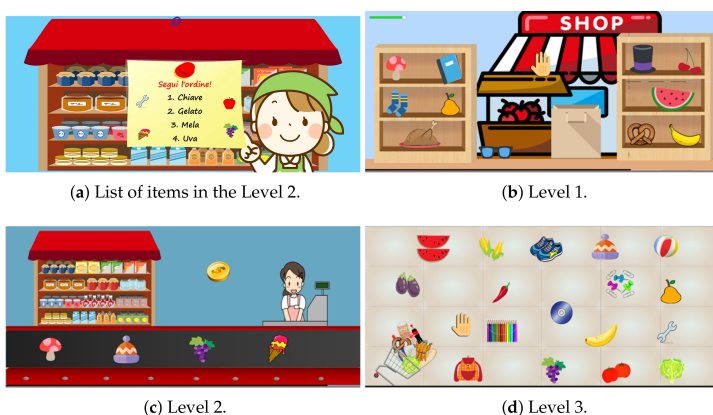 Segui l'ordine!
1. Chiave
2. Gelato
3. Mela
4. Uva
SHOP
(a) List of items in the Level 2.
(b) Level 1.
(c) Level 2.
(d) Level 3.